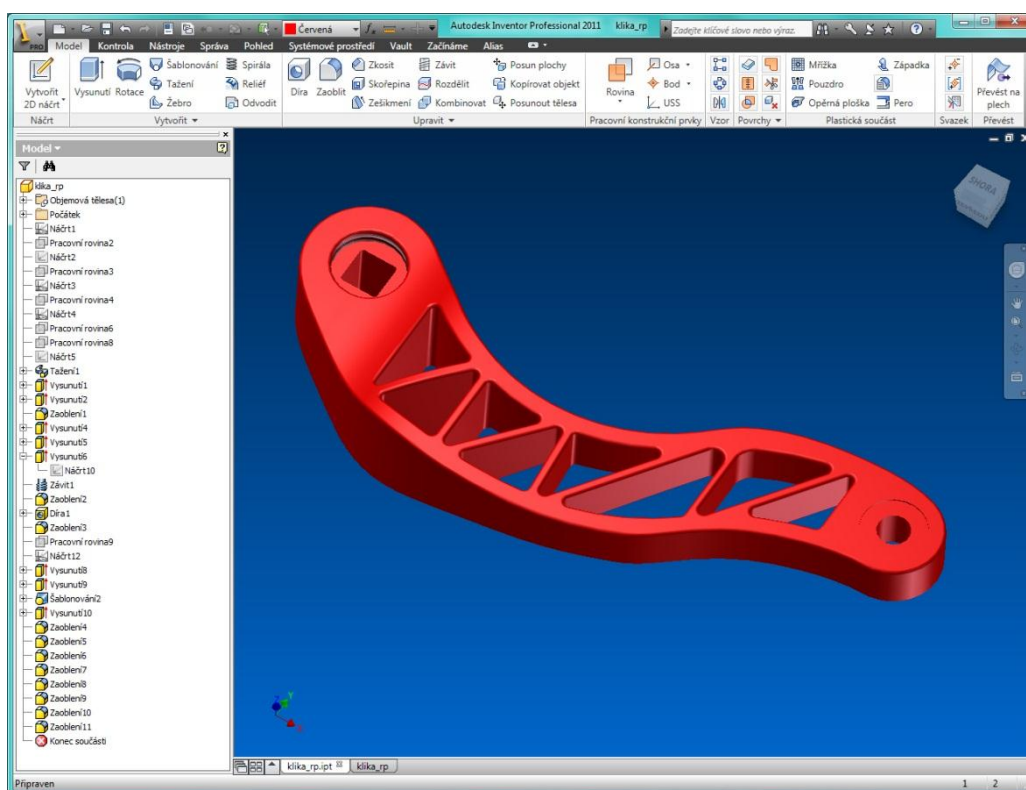 Autodesk Inventor Professional 2011 klika_rp
Zadejte klíčové slovo nebo výraz.
Červená
PRO
Model Kontrola Nástroje Správa Pohled Systémové prostředí Vault Začínáme Alias
Vytvořit
2D náčrt
Vysunutí
Rotace
Šablonování
Tažení
Žebro
Spirála
Reliéf
Odvodit
Díra
Zaoblit
Zkosit
Skořepina
Zešikmení
Závit
Rozdělit
Kombinovat
Posun plochy
Kopírovat objekt
Posunout tělesa
Rovina
Osa
Bod
USS
Mřížka
Pouzdro
Opěrná ploška
Západka
Pero
Převést na
plech
Náčrt Vytvořit Upravit Pracovní konstrukční prvky Vzor Povrchy Plastická součást Svazek Převést
Model
klika_rp
Objemová tělesa(1)
Počátek
Náčrt1
Pracovní rovina2
Náčrt2
Pracovní rovina3
Náčrt3
Pracovní rovina4
Náčrt4
Pracovní rovina6
Pracovní rovina8
Náčrt5
Tažení1
Vysunutí1
Vysunutí2
Zaoblení1
Vysunutí4
Vysunutí5
Vysunutí6
Náčrt10
Závit1
Zaoblení2
Díra1
Zaoblení3
Pracovní rovina9
Náčrt12
Vysunutí8
Vysunutí9
Šablonování2
Vysunutí10
Zaoblení4
Zaoblení5
Zaoblení6
Zaoblení7
Zaoblení8
Zaoblení9
Zaoblení10
Zaoblení11
Konec součásti
SHORA
klika_rp.ipt klika_rp
Připraven 1 2